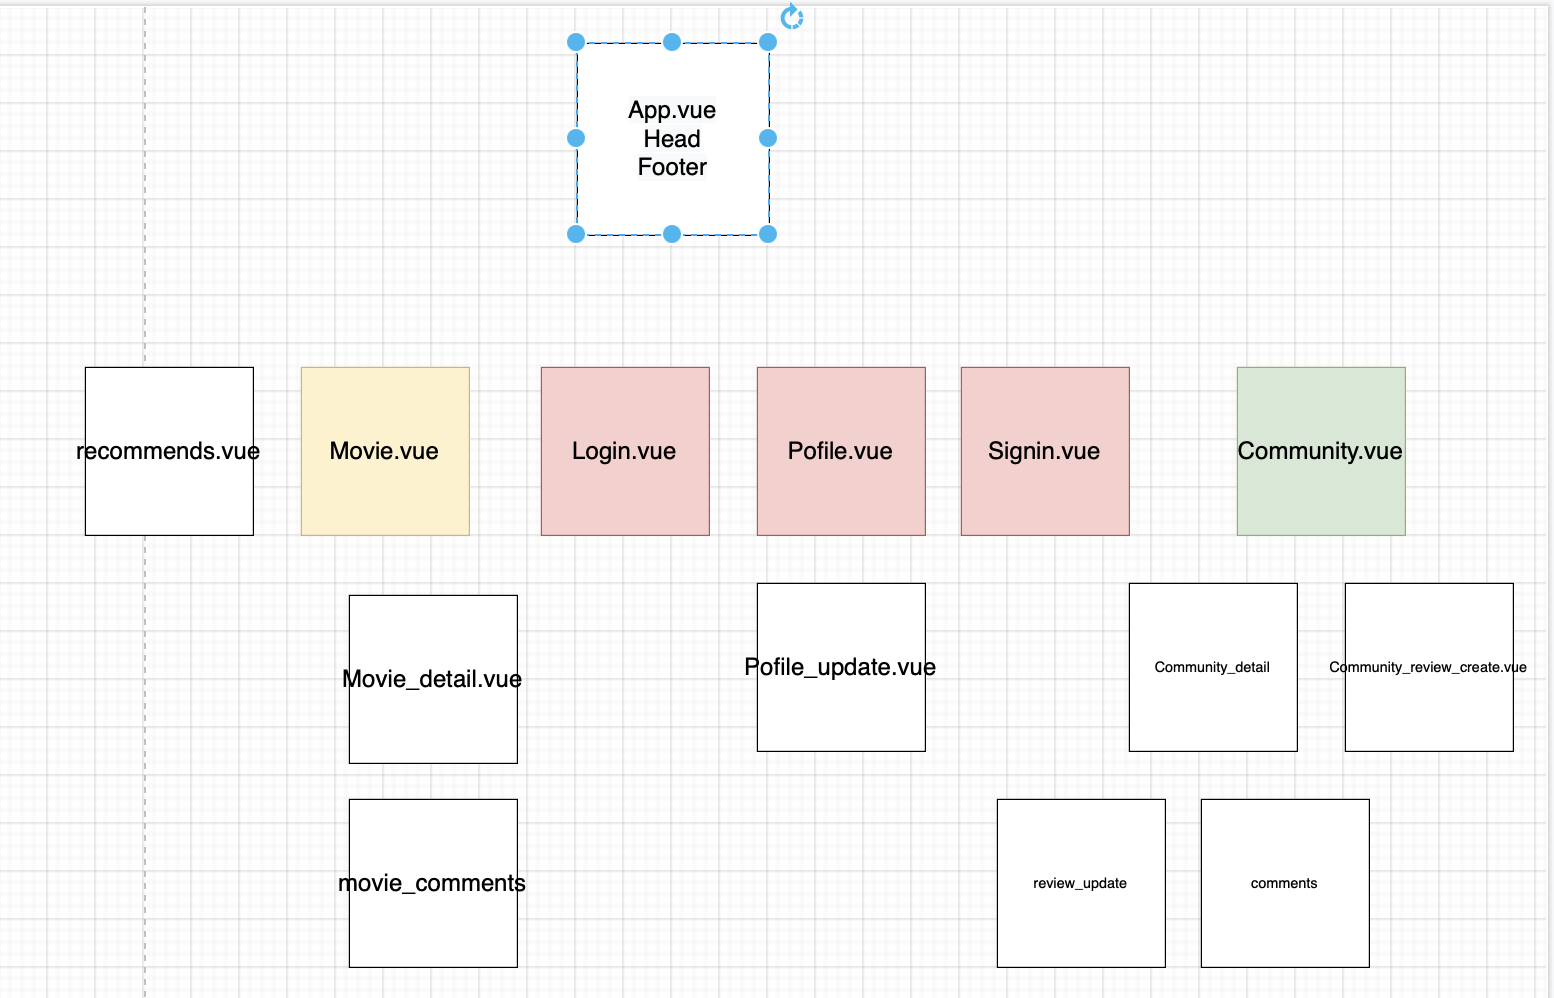 App.vue
Head
Footer
recommends.vue
Movie.vue
Login.vue
Pofile.vue
Signin.vue
Community.vue
Movie_detail.vue
Pofile_update.vue
Community_detail
Community_review_create.vue
movie_comments
review_update
comments